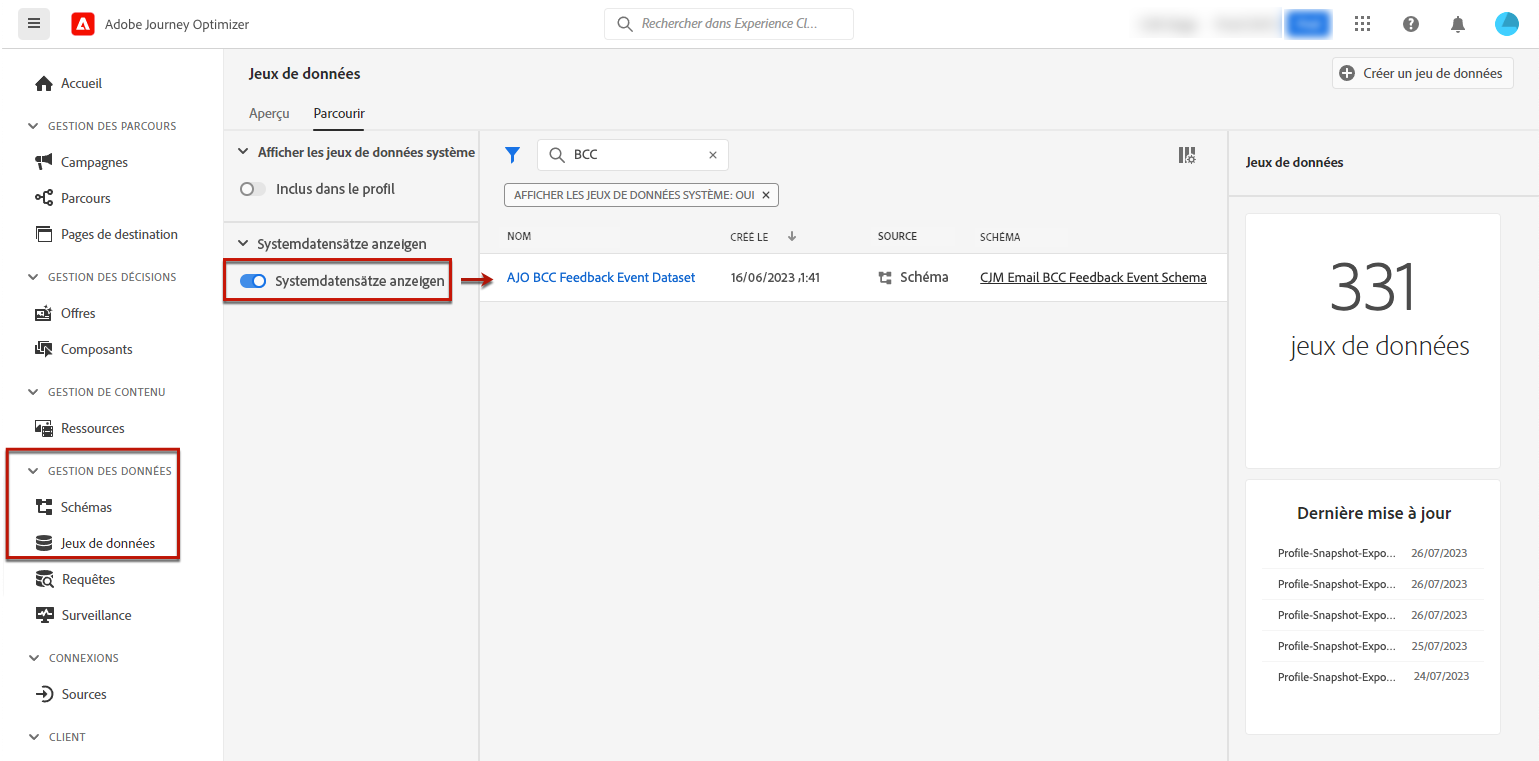 Adobe Journey Optimizer
Rechercher dans Experience Cl...
Accueil
GESTION DES PARCOURS
Campagnes
Parcours
Pages de destination
GESTION DES DÉCISIONS
Offres
Composants
GESTION DE CONTENU
Ressources
GESTION DES DONNÉES
Schémas
Jeux de données
Requêtes
Surveillance
CONNEXIONS
Sources
CLIENT
Jeux de données
Créer un jeu de données
Aperçu Parcourir
Afficher les jeux de données système
Inclus dans le profil
Systemdatensätze anzeigen
Systemdatensätze anzeigen
BCC
AFFICHER LES JEUX DE DONNÉES SYSTÈME: OUI
NOM CRÉÉ LE SOURCE SCHÉMA
AJO BCC Feedback Event Dataset 16/06/2023 ,1:41 Schéma CJM Email BCC Feedback Event Schema
Jeux de données
331
jeux de données
Dernière mise à jour
Profile-Snapshot-Expo... 26/07/2023
Profile-Snapshot-Expo... 26/07/2023
Profile-Snapshot-Expo... 26/07/2023
Profile-Snapshot-Expo... 25/07/2023
Profile-Snapshot-Expo... 24/07/2023